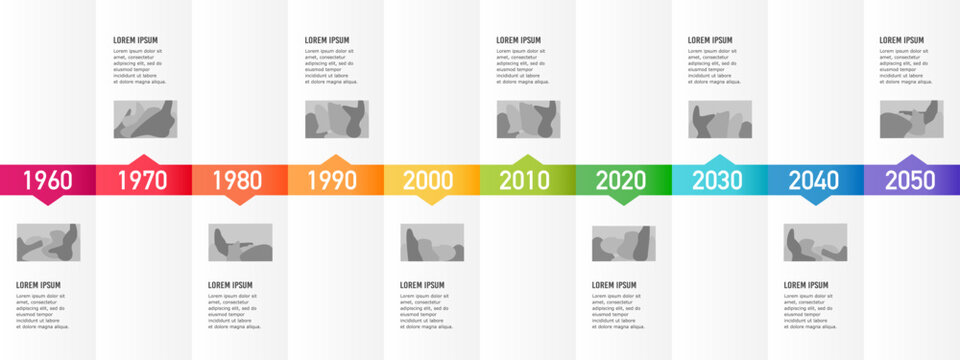 LOREM IPSUM
Lorem ipsum dolor sit
amet, consectetur
adipiscing elit, sed do
eiusmod tempor
incididunt ut labore
et dolore magna aliqua.
LOREM IPSUM
Lorem ipsum dolor sit
amet, consectetur
adipiscing elit, sed do
eiusmod tempor
incididunt ut labore
et dolore magna aliqua.
LOREM IPSUM
Lorem ipsum dolor sit
amet, consectetur
adipiscing elit, sed do
eiusmod tempor
incididunt ut labore
et dolore magna aliqua.
LOREM IPSUM
Lorem ipsum dolor sit
amet, consectetur
adipiscing elit, sed do
eiusmod tempor
incididunt ut labore
et dolore magna aliqua.
LOREM IPSUM
Lorem ipsum dolor sit
amet, consectetur
adipiscing elit, sed do
eiusmod tempor
incididunt ut labore
et dolore magna aliqua.
1960 1970 1980 1990 2000 2010 2020 2030 2040 2050
LOREM IPSUM
Lorem ipsum dolor sit
amet, consectetur
adipiscing elit, sed do
eiusmod tempor
incididunt ut labore
et dolore magna aliqua.
LOREM IPSUM
Lorem ipsum dolor sit
amet, consectetur
adipiscing elit, sed do
eiusmod tempor
incididunt ut labore
et dolore magna aliqua.
LOREM IPSUM
Lorem ipsum dolor sit
amet, consectetur
adipiscing elit, sed do
eiusmod tempor
incididunt ut labore
et dolore magna aliqua.
LOREM IPSUM
Lorem ipsum dolor sit
amet, consectetur
adipiscing elit, sed do
eiusmod tempor
incididunt ut labore
et dolore magna aliqua.
LOREM IPSUM
Lorem ipsum dolor sit
amet, consectetur
adipiscing elit, sed do
eiusmod tempor
incididunt ut labore
et dolore magna aliqua.